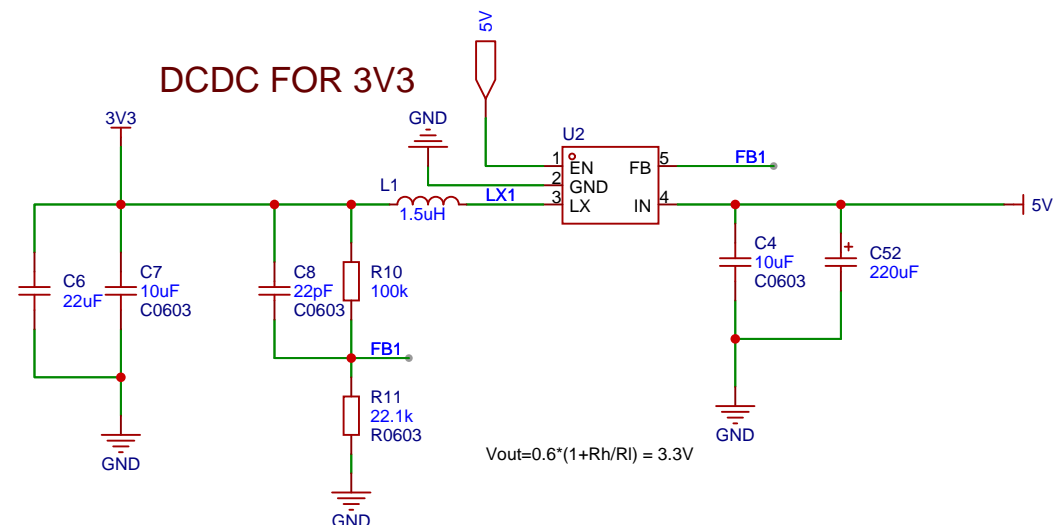 DCDC FOR 3V3
5V
3V3
GND
U2
1
EN
2
GND
3
LX
FB
5
IN
4
FB1
L1
1.5uH
LX1
5V
C6
22uF
C7
10uF
C0603
C8
22pF
C0603
R10
100k
C4
10uF
C0603
C52
220uF
+
FB1
R11
22.1k
R0603
GND
GND
GND
Vout=0.6*(1+Rh/Rl) = 3.3V